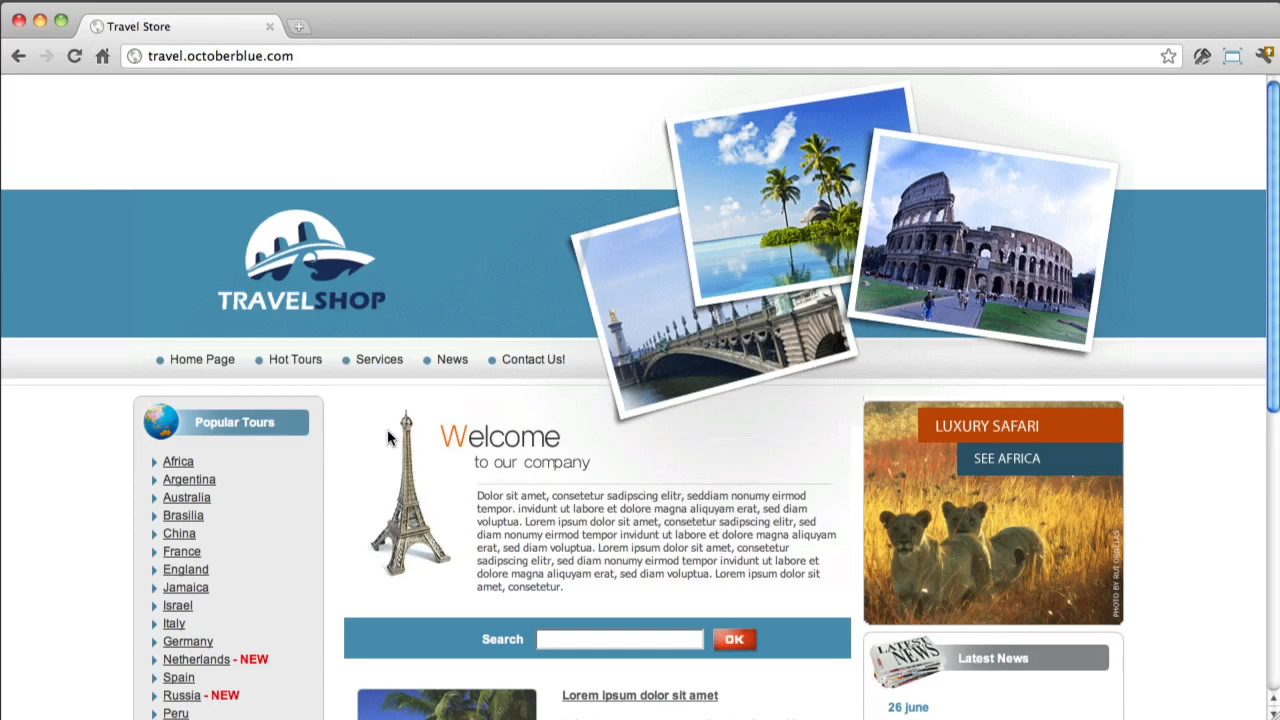 Travel Store
travel.octoberblue.com
TRAVELSHOP
Home Page
Hot Tours
Services
News
Contact Us!
Popular Tours
Africa
Argentina
Australia
Brasilia
China
France
England
Jamaica
Israel
Italy
Germany
Netherlands - NEW
Spain
Russia - NEW
Peru
Welcome
to our company
Dolor sit amet, consetetur sadipscing elitr, seddiam nonumy eirmod
tempor. invidunt ut labore et dolore magna aliquyam erat, sed diam
voluptua. Lorem ipsum dolor sit amet, consetetur sadipscing elitr, sed
diam nonumy eirmod tempor invidunt ut labore et dolore magna aliquyam
erat, sed diam voluptua. Lorem ipsum dolor sit amet, consetetur
sadipscing elitr, sed diam nonumy eirmod tempor invidunt ut labore et
dolore magna aliquyam erat, sed diam voluptua. Lorem ipsum dolor sit
amet, consetetur.
Search
OK
Lorem ipsum dolor sit amet
LUXURY SAFARI
SEE AFRICA
PHOTO BY RUE ORNELAS
LATEST NEWS
Latest News
26 june